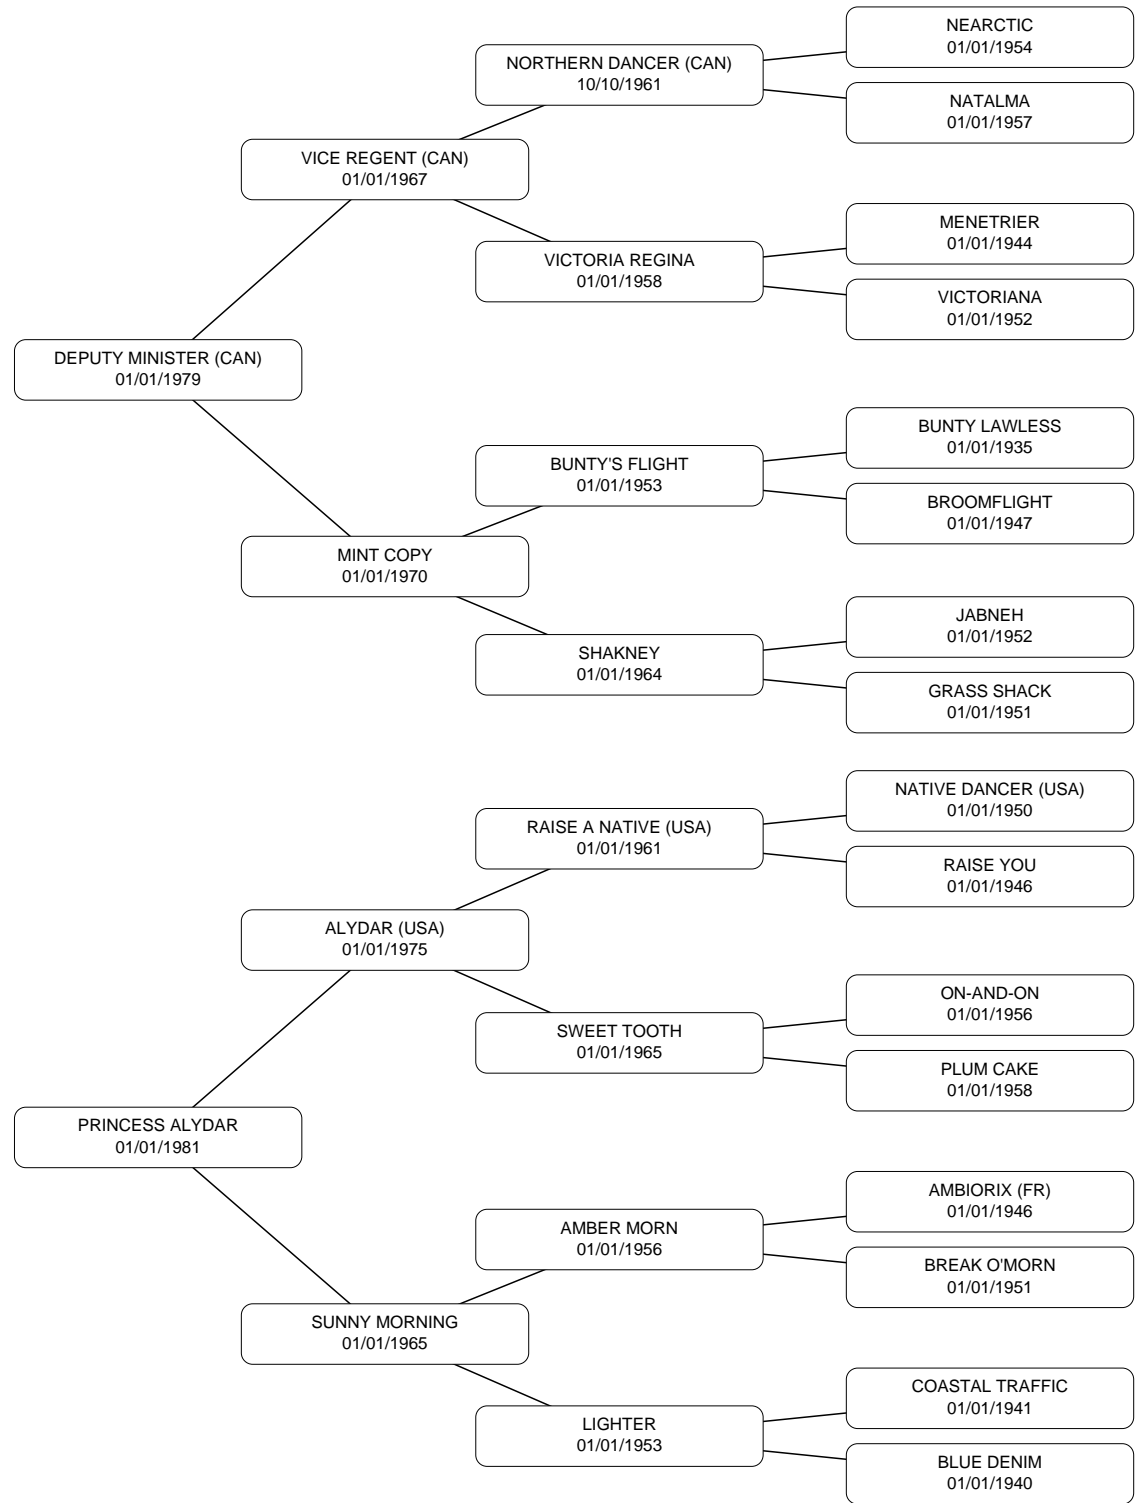 NEARCTIC
01/01/1954
NORTHERN DANCER (CAN)
10/10/1961
NATALMA
01/01/1957
VICE REGENT (CAN)
01/01/1967
MENETRIER
01/01/1944
VICTORIA REGINA
01/01/1958
VICTORIANA
01/01/1952
DEPUTY MINISTER (CAN)
01/01/1979
BUNTY LAWLESS
01/01/1935
BUNTY'S FLIGHT
01/01/1953
BROOMFLIGHT
01/01/1947
MINT COPY
01/01/1970
JABNEH
01/01/1952
SHAKNEY
01/01/1964
GRASS SHACK
01/01/1951
NATIVE DANCER (USA)
01/01/1950
RAISE A NATIVE (USA)
01/01/1961
RAISE YOU
01/01/1946
ALYDAR (USA)
01/01/1975
ON-AND-ON
01/01/1956
SWEET TOOTH
01/01/1965
PLUM CAKE
01/01/1958
PRINCESS ALYDAR
01/01/1981
AMBIORIX (FR)
01/01/1946
AMBER MORN
01/01/1956
BREAK O'MORN
01/01/1951
SUNNY MORNING
01/01/1965
COASTAL TRAFFIC
01/01/1941
LIGHTER
01/01/1953
BLUE DENIM
01/01/1940